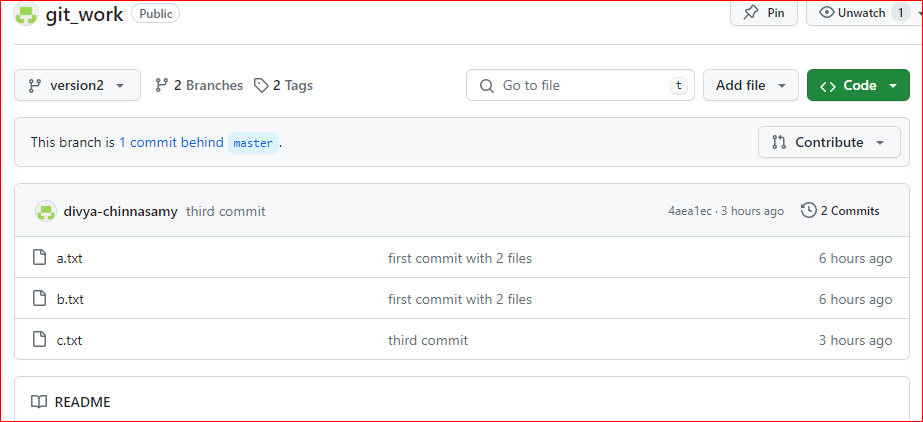 git_work Public Pin Unwatch 1
version2 2 Branches 2 Tags Go to file t Add file Code
This branch is 1 commit behind master .
Contribute
divya-chinnasamy third commit 4aea1ec · 3 hours ago 2 Commits
a.txt first commit with 2 files 6 hours ago
b.txt first commit with 2 files 6 hours ago
c.txt third commit 3 hours ago
README